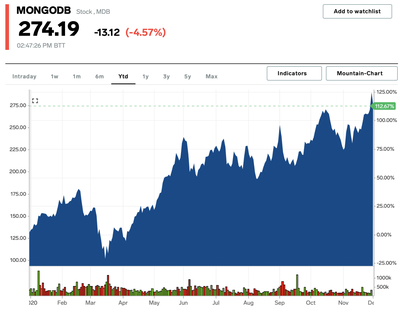 MONGODB Stock, MDB
Add to watchlist
274.19 -13.12 (-4.57%)
02:47:26 PM BTT
Intraday 1w 1m 6m Ytd 1y 3y 5y Max
Indicators
Mountain-Chart
125.00%
275.00
112.67%
100.00%
250.00
75.00%
225.00
50.00%
200.00
25.00%
175.00
0.00%
150.00
125.00
-25.00%
100.00
1000k
500k
2020 Feb Mar Apr May Jun Jul Aug Sep Oct Nov